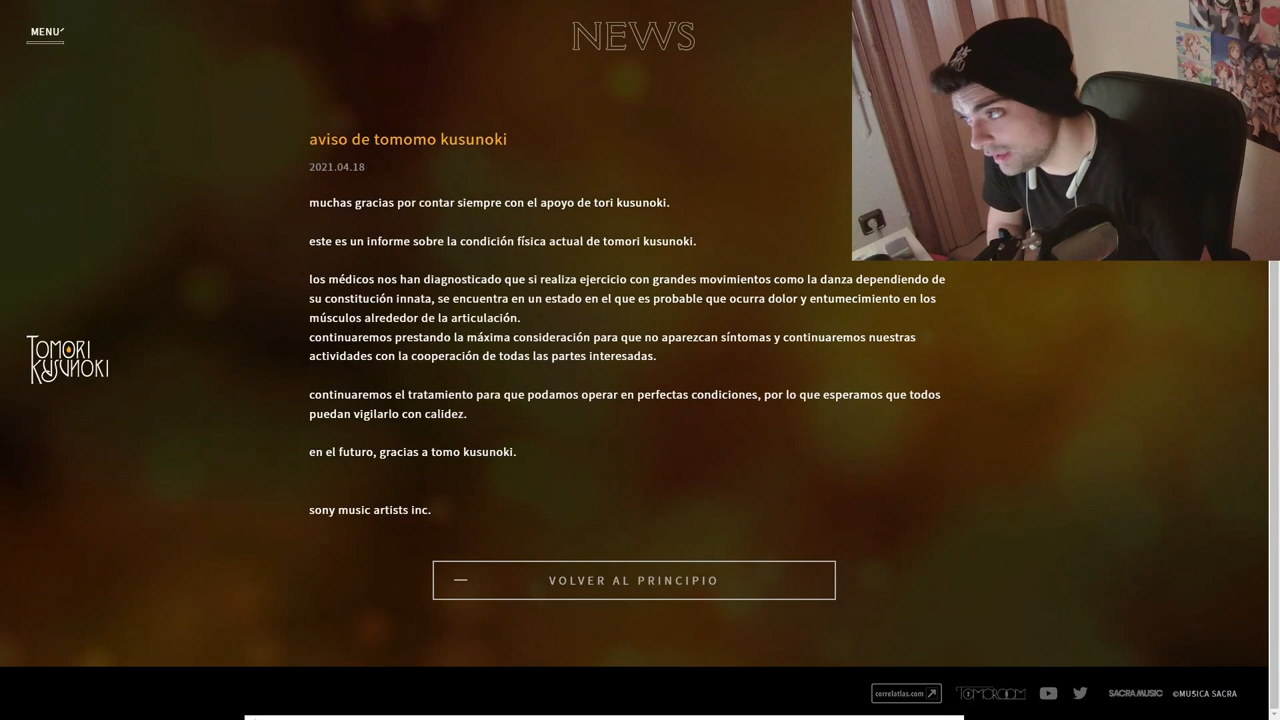 MENU
NEWS
aviso de tomomo kusunoki
2021.04.18
muchas gracias por contar siempre con el apoyo de tori kusunoki.
este es un informe sobre la condición física actual de tomori kusunoki.
los médicos nos han diagnosticado que si realiza ejercicio con grandes movimientos como la danza dependiendo de
su constitución innata, se encuentra en un estado en el que es probable que ocurra dolor y entumecimiento en los
músculos alrededor de la articulación.
continuaremos prestando la máxima consideración para que no aparezcan síntomas y continuaremos nuestras
actividades con la cooperación de todas las partes interesadas.
TOMORI
KUSUNOKI
continuaremos el tratamiento para que podamos operar en perfectas condiciones, por lo que esperamos que todos
puedan vigilarlo con calidez.
en el futuro, gracias a tomo kusunoki.
sony music artists inc.
VOLVER AL PRINCIPIO
correlatlas.com TOMOROOM SACRA MUSIC ©MUSICA SACRA